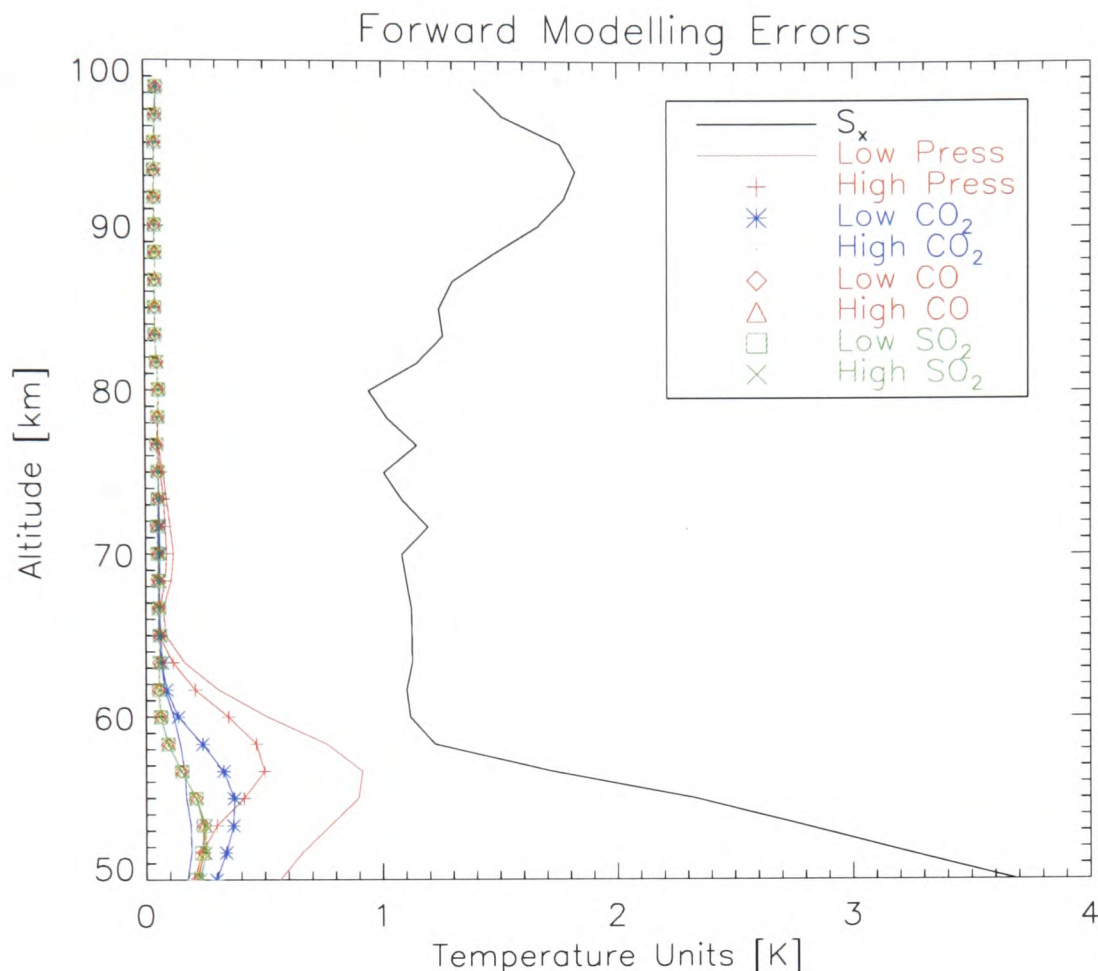 Forward Modelling Errors
100
90
80
70
60
50
Altitude [km]
S_x
Low Press
High Press
Low CO₂
High CO₂
Low CO
High CO
Low SO₂
High SO₂
0 1 2 3 4
Temperature Units [K]